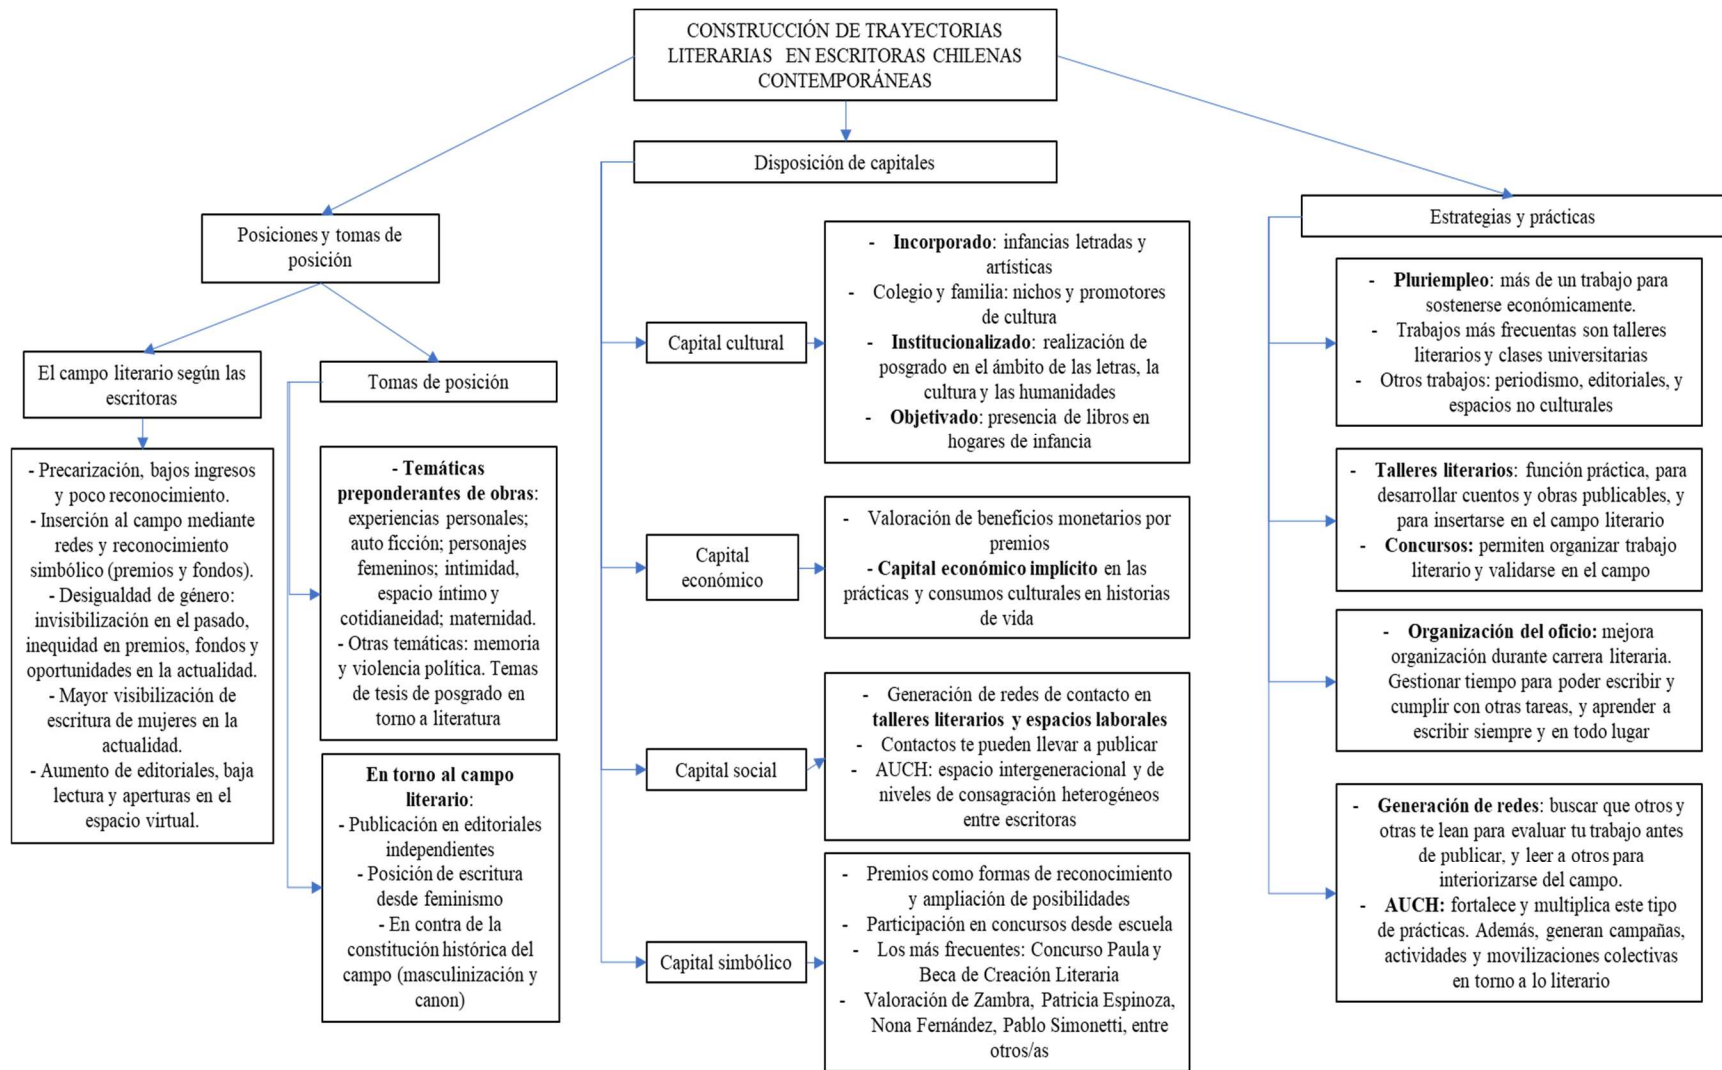 CONSTRUCCIÓN DE TRAYECTORIAS
LITERARIAS EN ESCRITORAS CHILENAS
CONTEMPORÁNEAS
Posiciones y tomas de
posición
El campo literario según las
escritoras
- Precarización, bajos ingresos
y poco reconocimiento.
- Inserción al campo mediante
redes y reconocimiento
simbólico (premios y fondos).
- Desigualdad de género:
invisibilización en el pasado,
inequidad en premios, fondos y
oportunidades en la actualidad.
- Mayor visibilización de
escritura de mujeres en la
actualidad.
- Aumento de editoriales, baja
lectura y aperturas en el
espacio virtual.
Tomas de posición
- Temáticas
preponderantes de obras:
experiencias personales;
auto ficción; personajes
femeninos; intimidad,
espacio íntimo y
cotidianeidad; maternidad.
- Otras temáticas: memoria
y violencia política. Temas
de tesis de posgrado en
torno a literatura
En torno al campo
literario:
- Publicación en editoriales
independientes
- Posición de escritura
desde feminismo
- En contra de la
constitución histórica del
campo (masculinización y
canon)
Disposición de capitales
Capital cultural
- Incorporado: infancias letradas y
artísticas
- Colegio y familia: nichos y promotores
de cultura
- Institucionalizado: realización de
posgrado en el ámbito de las letras, la
cultura y las humanidades
- Objetivado: presencia de libros en
hogares de infancia
Capital
económico
- Valoración de beneficios monetarios por
premios
- Capital económico implícito en las
prácticas y consumos culturales en historias
de vida
Capital social
- Generación de redes de contacto en
talleres literarios y espacios laborales
- Contactos te pueden llevar a publicar
- AUCH: espacio intergeneracional y de
niveles de consagración heterogéneos
entre escritoras
Capital simbólico
- Premios como formas de reconocimiento
y ampliación de posibilidades
- Participación en concursos desde escuela
- Los más frecuentes: Concurso Paula y
Beca de Creación Literaria
- Valoración de Zambra, Patricia Espinoza,
Nona Fernández, Pablo Simonetti, entre
otros/as
Estrategias y prácticas
- Pluriempleo: más de un trabajo para
sostenerse económicamente.
- Trabajos más frecuentas son talleres
literarios y clases universitarias
- Otros trabajos: periodismo, editoriales, y
espacios no culturales
- Talleres literarios: función práctica, para
desarrollar cuentos y obras publicables, y
para insertarse en el campo literario
- Concursos: permiten organizar trabajo
literario y validarse en el campo
- Organización del oficio: mejora
organización durante carrera literaria.
Gestionar tiempo para poder escribir y
cumplir con otras tareas, y aprender a
escribir siempre y en todo lugar
- Generación de redes: buscar que otros y
otras te lean para evaluar tu trabajo antes
de publicar, y leer a otros para
interiorizarse del campo.
- AUCH: fortalece y multiplica este tipo
de prácticas. Además, generan campañas,
actividades y movilizaciones colectivas
en torno a lo literario